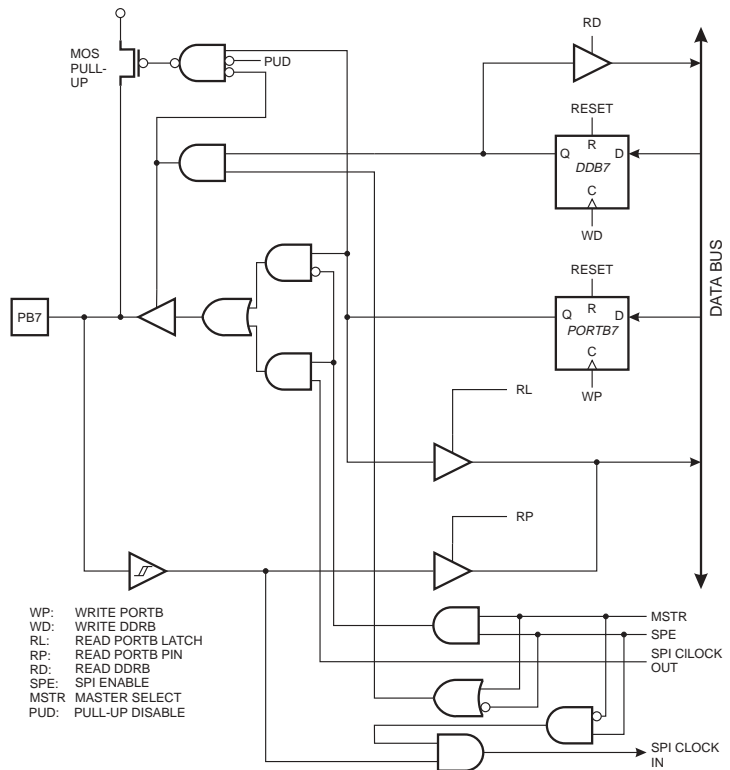 RD
MOS
PULL-
UP
PUD
RESET
R
Q
D
DDB7
C
WD
RESET
R
Q
D
PORTB7
C
WP
PB7
DATA BUS
RL
RP
WP: WRITE PORTB
WD: WRITE DDRB
RL: READ PORTB LATCH
RP: READ PORTB PIN
RD: READ DDRB
SPE: SPI ENABLE
MSTR MASTER SELECT
PUD: PULL-UP DISABLE
MSTR
SPE
SPI CILOCK
OUT
SPI CLOCK
IN